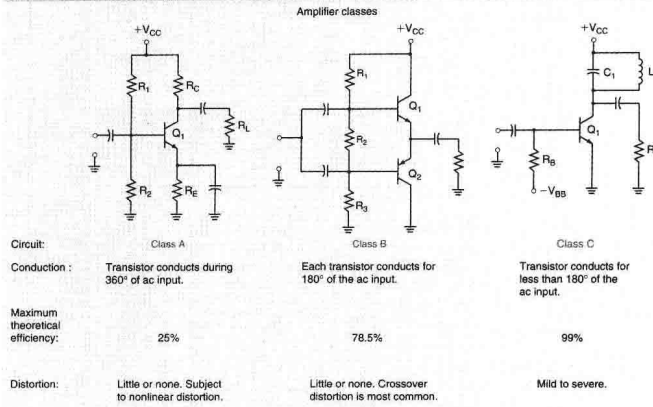 Amplifier classes
+VCC
+VCC
+VCC
R1
RC
R1
C1
L
Q1
RL
Q1
Q1
R2
R2
RB
R
Q2
R2
RE
R3
−VBB
Circuit:
Class A
Class B
Class C
Conduction :
Transistor conducts during
360° of ac input.
Each transistor conducts for
180° of the ac input.
Transistor conducts for
less than 180° of the
ac input.
Maximum
theoretical
efficiency:
25%
78.5%
99%
Distortion:
Little or none. Subject
to nonlinear distortion.
Little or none. Crossover
distortion is most common.
Mild to severe.